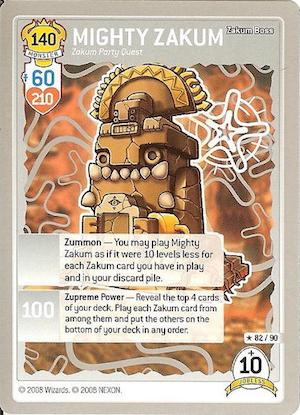 140
MONSTER
MIGHTY ZAKUM
Zakum Boss
Zakum Party Quest
60
210
Zummon — You may play Mighty
Zakum as if it were 10 levels less for
each Zakum card you have in play
and in your discard pile.
100
Zupreme Power — Reveal the top 4 cards
of your deck. Play each Zakum card from
among them and put the others on the
bottom of your deck in any order.
★ 82 / 90
+
10
JOBLESS
© 2008 Wizards. © 2008 NEXON.